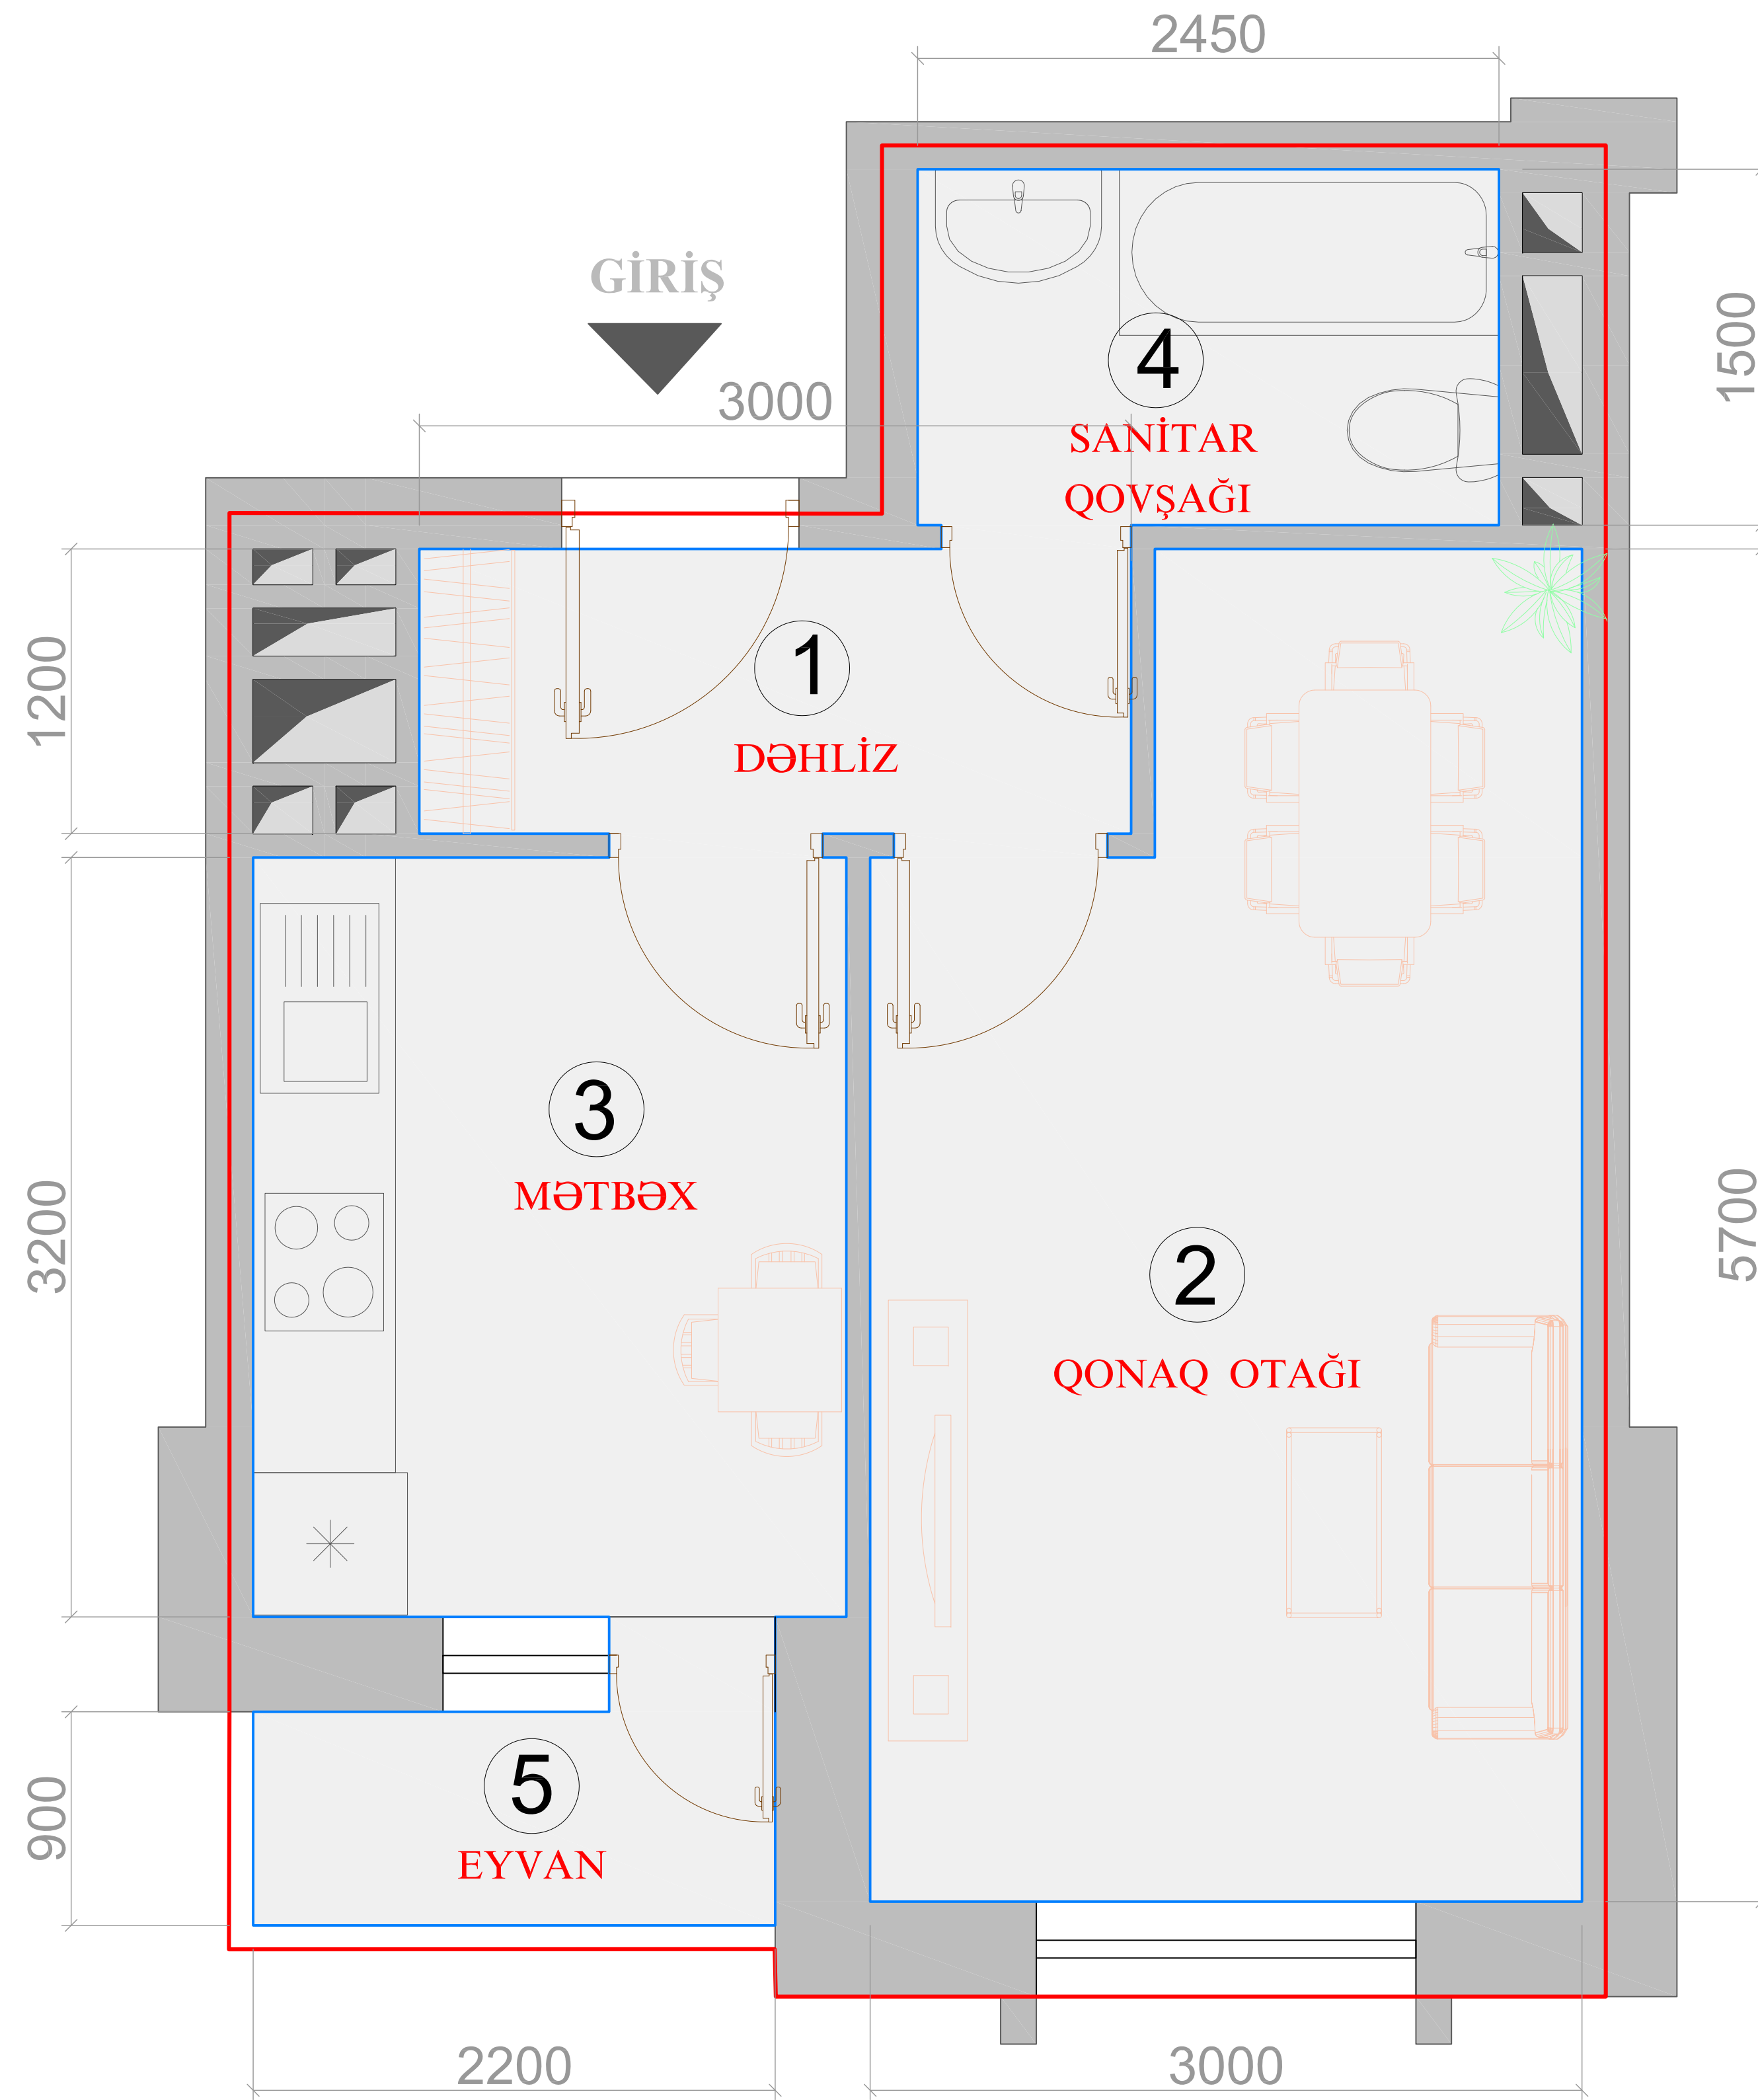 2450
GİRİŞ
3000
1500
4
SANİTAR
QOVŞAĞI
1200
1
DƏHLİZ
3200
3
MƏTBƏX
5700
2
QONAQ OTAĞI
900
5
EYVAN
2200
3000